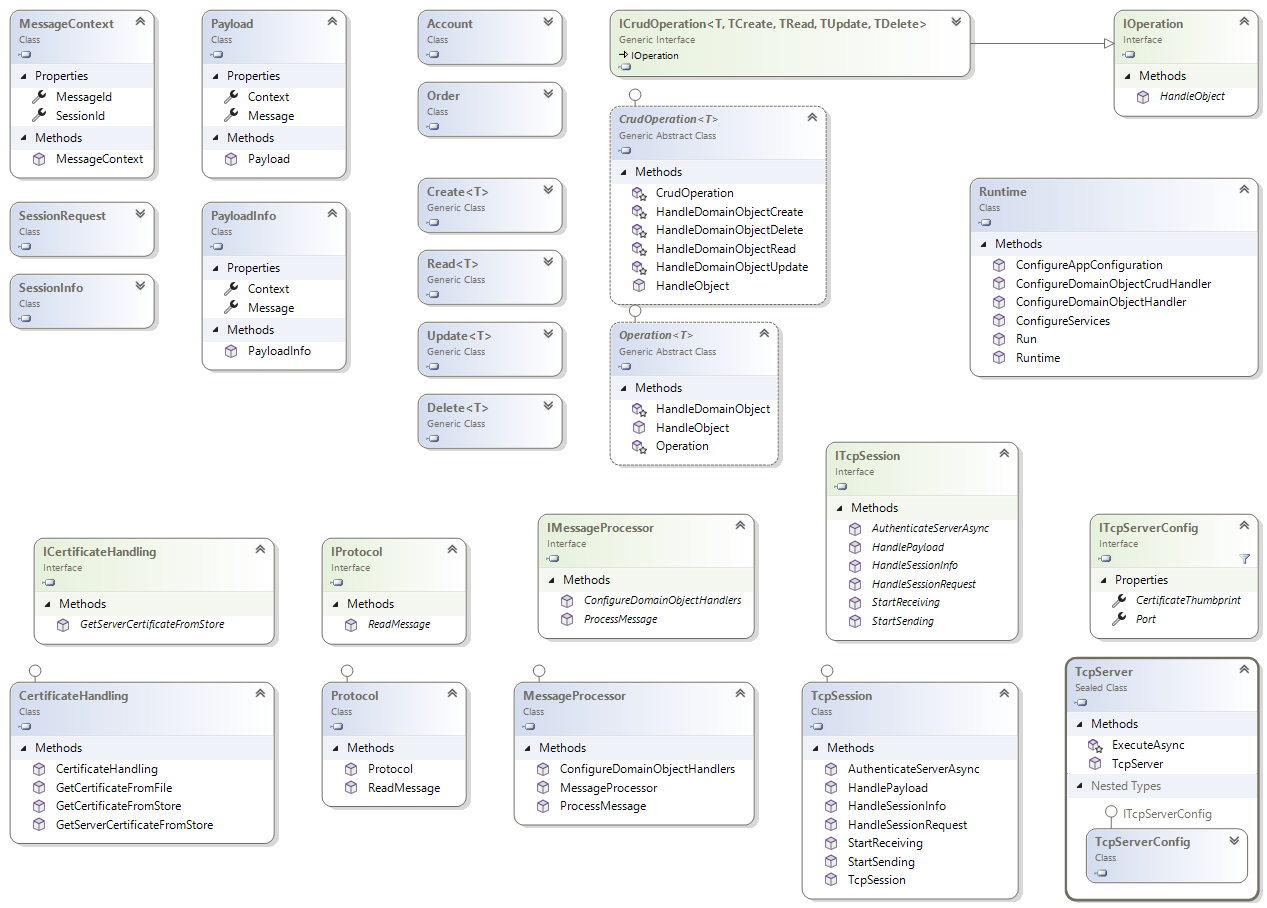 MessageContext
Class
Properties
MessageId
SessionId
Methods
MessageContext
Payload
Class
Properties
Context
Message
Methods
Payload
Account
Class
Order
Class
ICrudOperation<T, TCreate, TRead, TUpdate, TDelete>
Generic Interface
IOperation
IOperation
Interface
Methods
HandleObject
CrudOperation<T>
Generic Abstract Class
Methods
CrudOperation
HandleDomainObjectCreate
HandleDomainObjectDelete
HandleDomainObjectRead
HandleDomainObjectUpdate
HandleObject
SessionRequest
Class
SessionInfo
Class
PayloadInfo
Class
Properties
Context
Message
Methods
PayloadInfo
Create<T>
Generic Class
Read<T>
Generic Class
Update<T>
Generic Class
Delete<T>
Generic Class
Operation<T>
Generic Abstract Class
Methods
HandleDomainObject
HandleObject
Operation
Runtime
Class
Methods
ConfigureAppConfiguration
ConfigureDomainObjectCrudHandler
ConfigureDomainObjectHandler
ConfigureServices
Run
Runtime
ICertificateHandling
Interface
Methods
GetServerCertificateFromStore
IProtocol
Interface
Methods
ReadMessage
IMessageProcessor
Interface
Methods
ConfigureDomainObjectHandlers
ProcessMessage
ITcpSession
Interface
Methods
AuthenticateServerAsync
HandlePayload
HandleSessionInfo
HandleSessionRequest
StartReceiving
StartSending
ITcpServerConfig
Interface
Properties
CertificateThumbprint
Port
CertificateHandling
Class
Methods
CertificateHandling
GetCertificateFromFile
GetCertificateFromStore
GetServerCertificateFromStore
Protocol
Class
Methods
Protocol
ReadMessage
MessageProcessor
Class
Methods
ConfigureDomainObjectHandlers
MessageProcessor
ProcessMessage
TcpSession
Class
Methods
AuthenticateServerAsync
HandlePayload
HandleSessionInfo
HandleSessionRequest
StartReceiving
StartSending
TcpSession
TcpServer
Sealed Class
Methods
ExecuteAsync
TcpServer
Nested Types
ITcpServerConfig
TcpServerConfig
Class